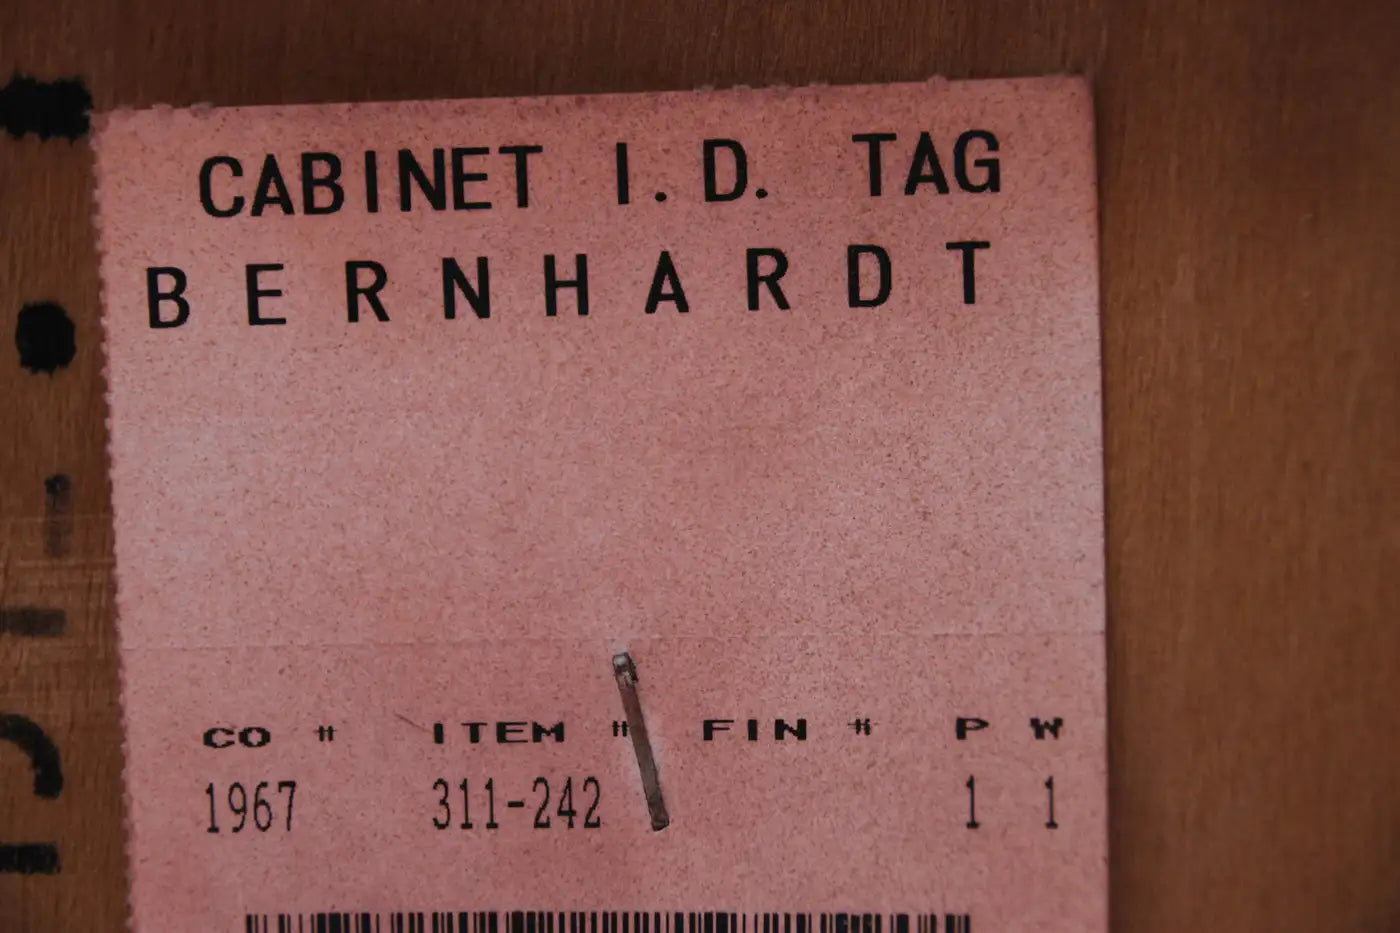 CABINET I.D. TAG
BERNHARDT
CO # ITEM # FIN # P W
1967 311-242 1 1